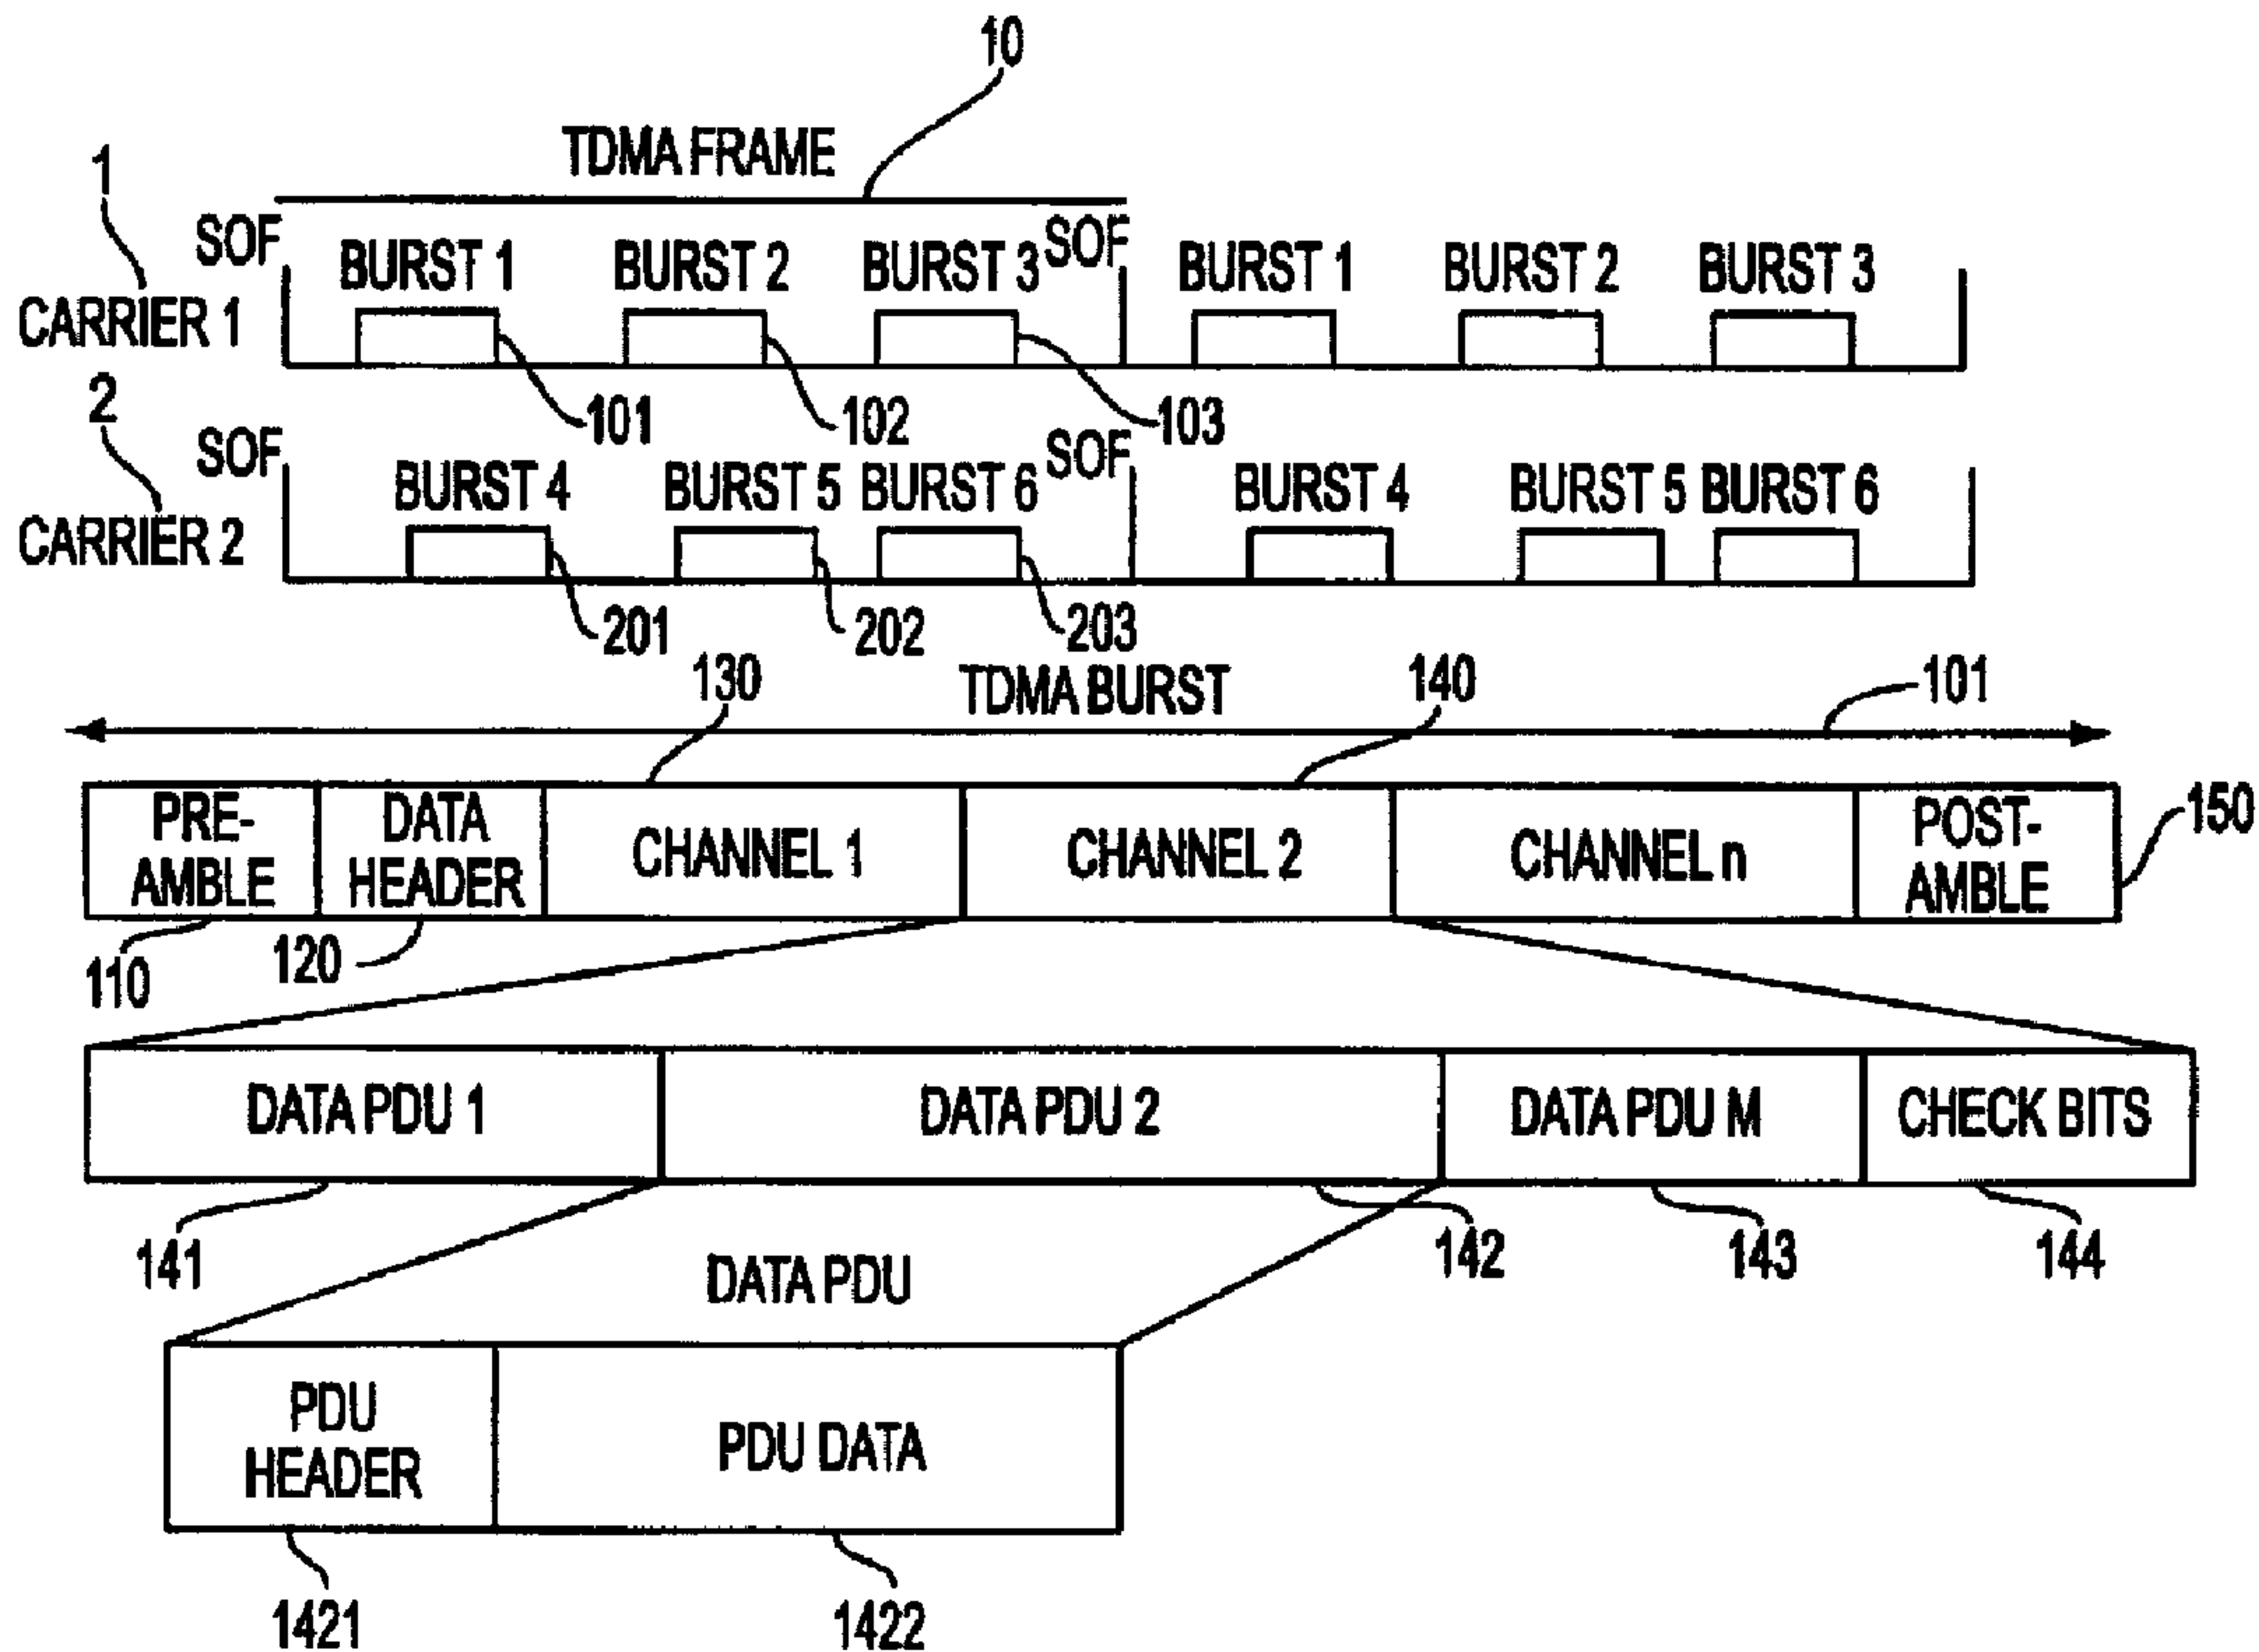 10
TDMA FRAME
1
SOF
SOF
BURST 1
BURST 2
BURST 3
BURST 1
BURST 2
BURST 3
CARRIER 1
101
102
103
2
SOF
SOF
BURST 4
BURST 5
BURST 6
BURST 4
BURST 5
BURST 6
CARRIER 2
201
202
203
130
TDMA BURST
140
101
PRE-
AMBLE
DATA
HEADER
CHANNEL 1
CHANNEL 2
CHANNEL n
POST-
AMBLE
150
110
120
DATA PDU 1
DATA PDU 2
DATA PDU M
CHECK BITS
141
142
143
144
DATA PDU
PDU
HEADER
PDU DATA
1421
1422